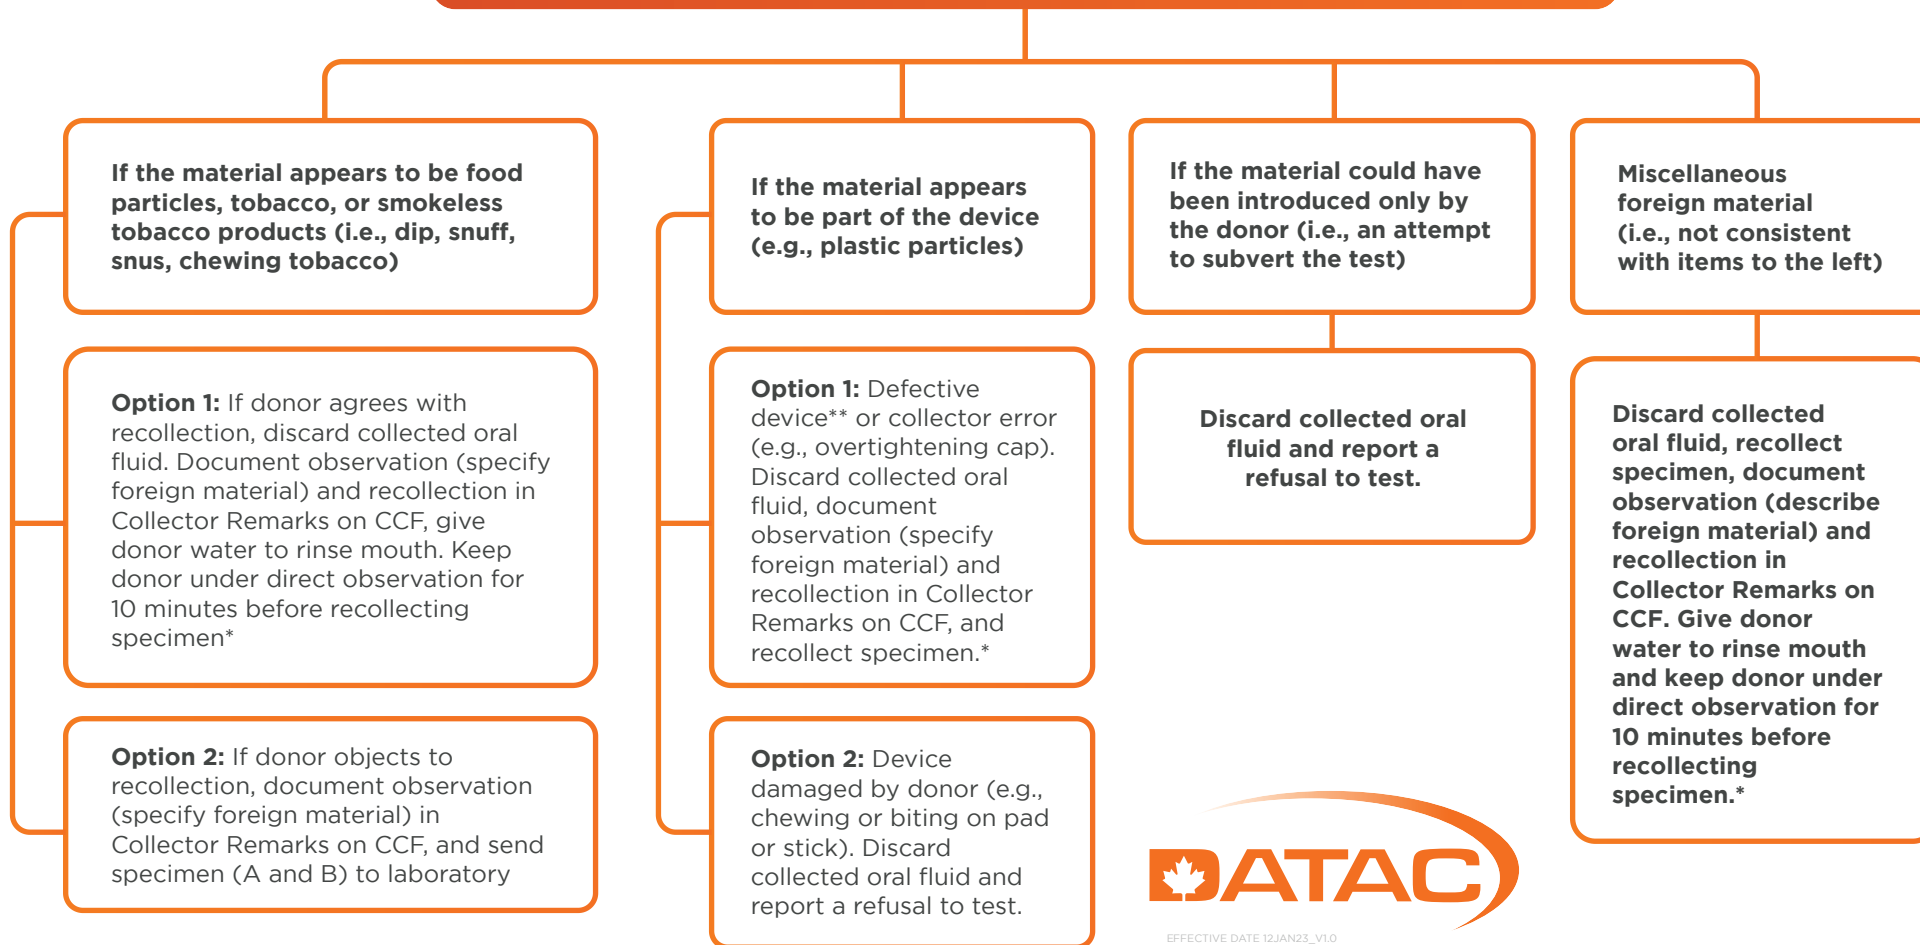 If the material appears to be food
particles, tobacco, or smokeless
tobacco products (i.e., dip, snuff,
snus, chewing tobacco)
Option 1: If donor agrees with
recollection, discard collected oral
fluid. Document observation (specify
foreign material) and recollection in
Collector Remarks on CCF, give
donor water to rinse mouth. Keep
donor under direct observation for
10 minutes before recollecting
specimen*
Option 2: If donor objects to
recollection, document observation
(specify foreign material) in
Collector Remarks on CCF, and send
specimen (A and B) to laboratory
If the material appears
to be part of the device
(e.g., plastic particles)
Option 1: Defective
device** or collector error
(e.g., overtightening cap).
Discard collected oral
fluid, document
observation (specify
foreign material) and
recollection in Collector
Remarks on CCF, and
recollect specimen.*
Option 2: Device
damaged by donor (e.g.,
chewing or biting on pad
or stick). Discard
collected oral fluid and
report a refusal to test.
If the material could have
been introduced only by
the donor (i.e., an attempt
to subvert the test)
Discard collected oral
fluid and report a
refusal to test.
Miscellaneous
foreign material
(i.e., not consistent
with items to the left)
Discard collected
oral fluid, recollect
specimen, document
observation (describe
foreign material) and
recollection in
Collector Remarks on
CCF. Give donor
water to rinse mouth
and keep donor under
direct observation for
10 minutes before
recollecting
specimen.*
DATAC
EFFECTIVE DATE 12JAN23_V1.0